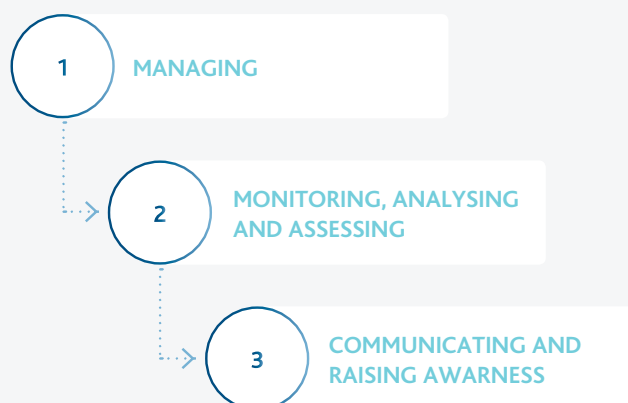 1
MANAGING
2
MONITORING, ANALYSING
AND ASSESSING
3
COMMUNICATING AND
RAISING AWARNESS